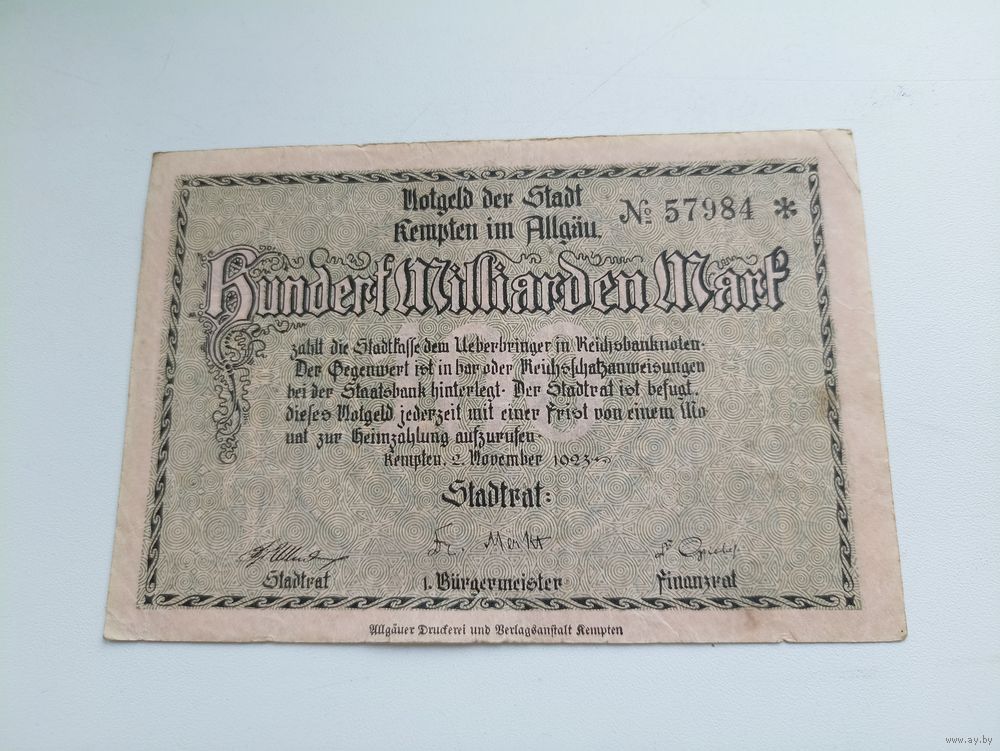 Notgeld der Stadt
Kempten im Allgäu.
№ 57984 *
Hundert Milliarden Mark
zahlt die Stadtkasse dem Ueberbringer in Reichsbanknoten.
Der Gegenwert ist in bar oder Reichsschatzanweisungen
bei der Staatsbank hinterlegt. Der Stadtrat ist befugt,
dieses Notgeld jederzeit mit einer Frist von einem Mo
nat zur Heimzahlung aufzurufen.
Kempten, 2. November 1923
Stadtrat:
Stadtrat
1. Bürgermeister
Finanzrat
Allgäuer Druckerei und Verlagsanstalt Kempten
www.ay.by